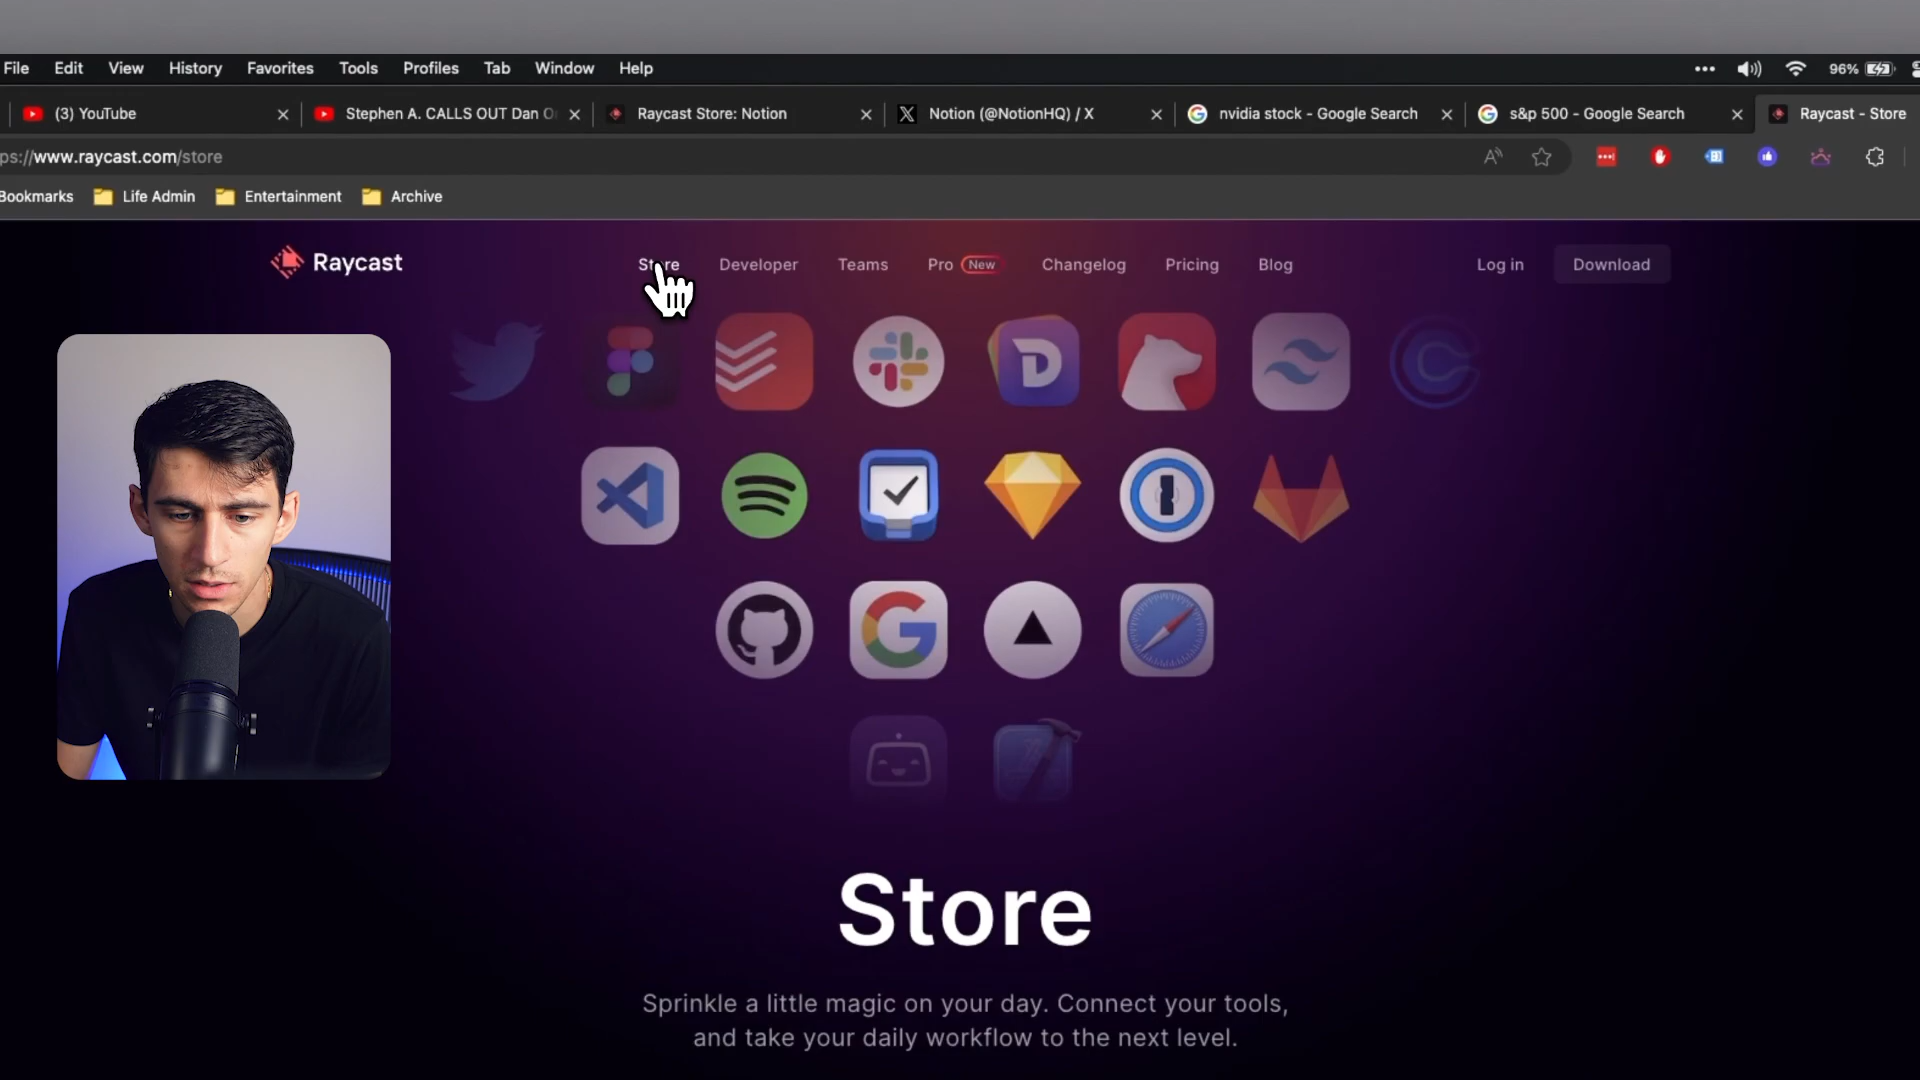 File Edit View History Favorites Tools Profiles Tab Window Help 96%
(3) YouTube Stephen A. CALLS OUT Dan O Raycast Store: Notion Notion (@NotionHQ) / X nvidia stock - Google Search s&p 500 - Google Search Raycast - Store
ps://www.raycast.com/store
Bookmarks Life Admin Entertainment Archive
Raycast Store Developer Teams Pro New Changelog Pricing Blog Log in Download
Store
Sprinkle a little magic on your day. Connect your tools,
and take your daily workflow to the next level.